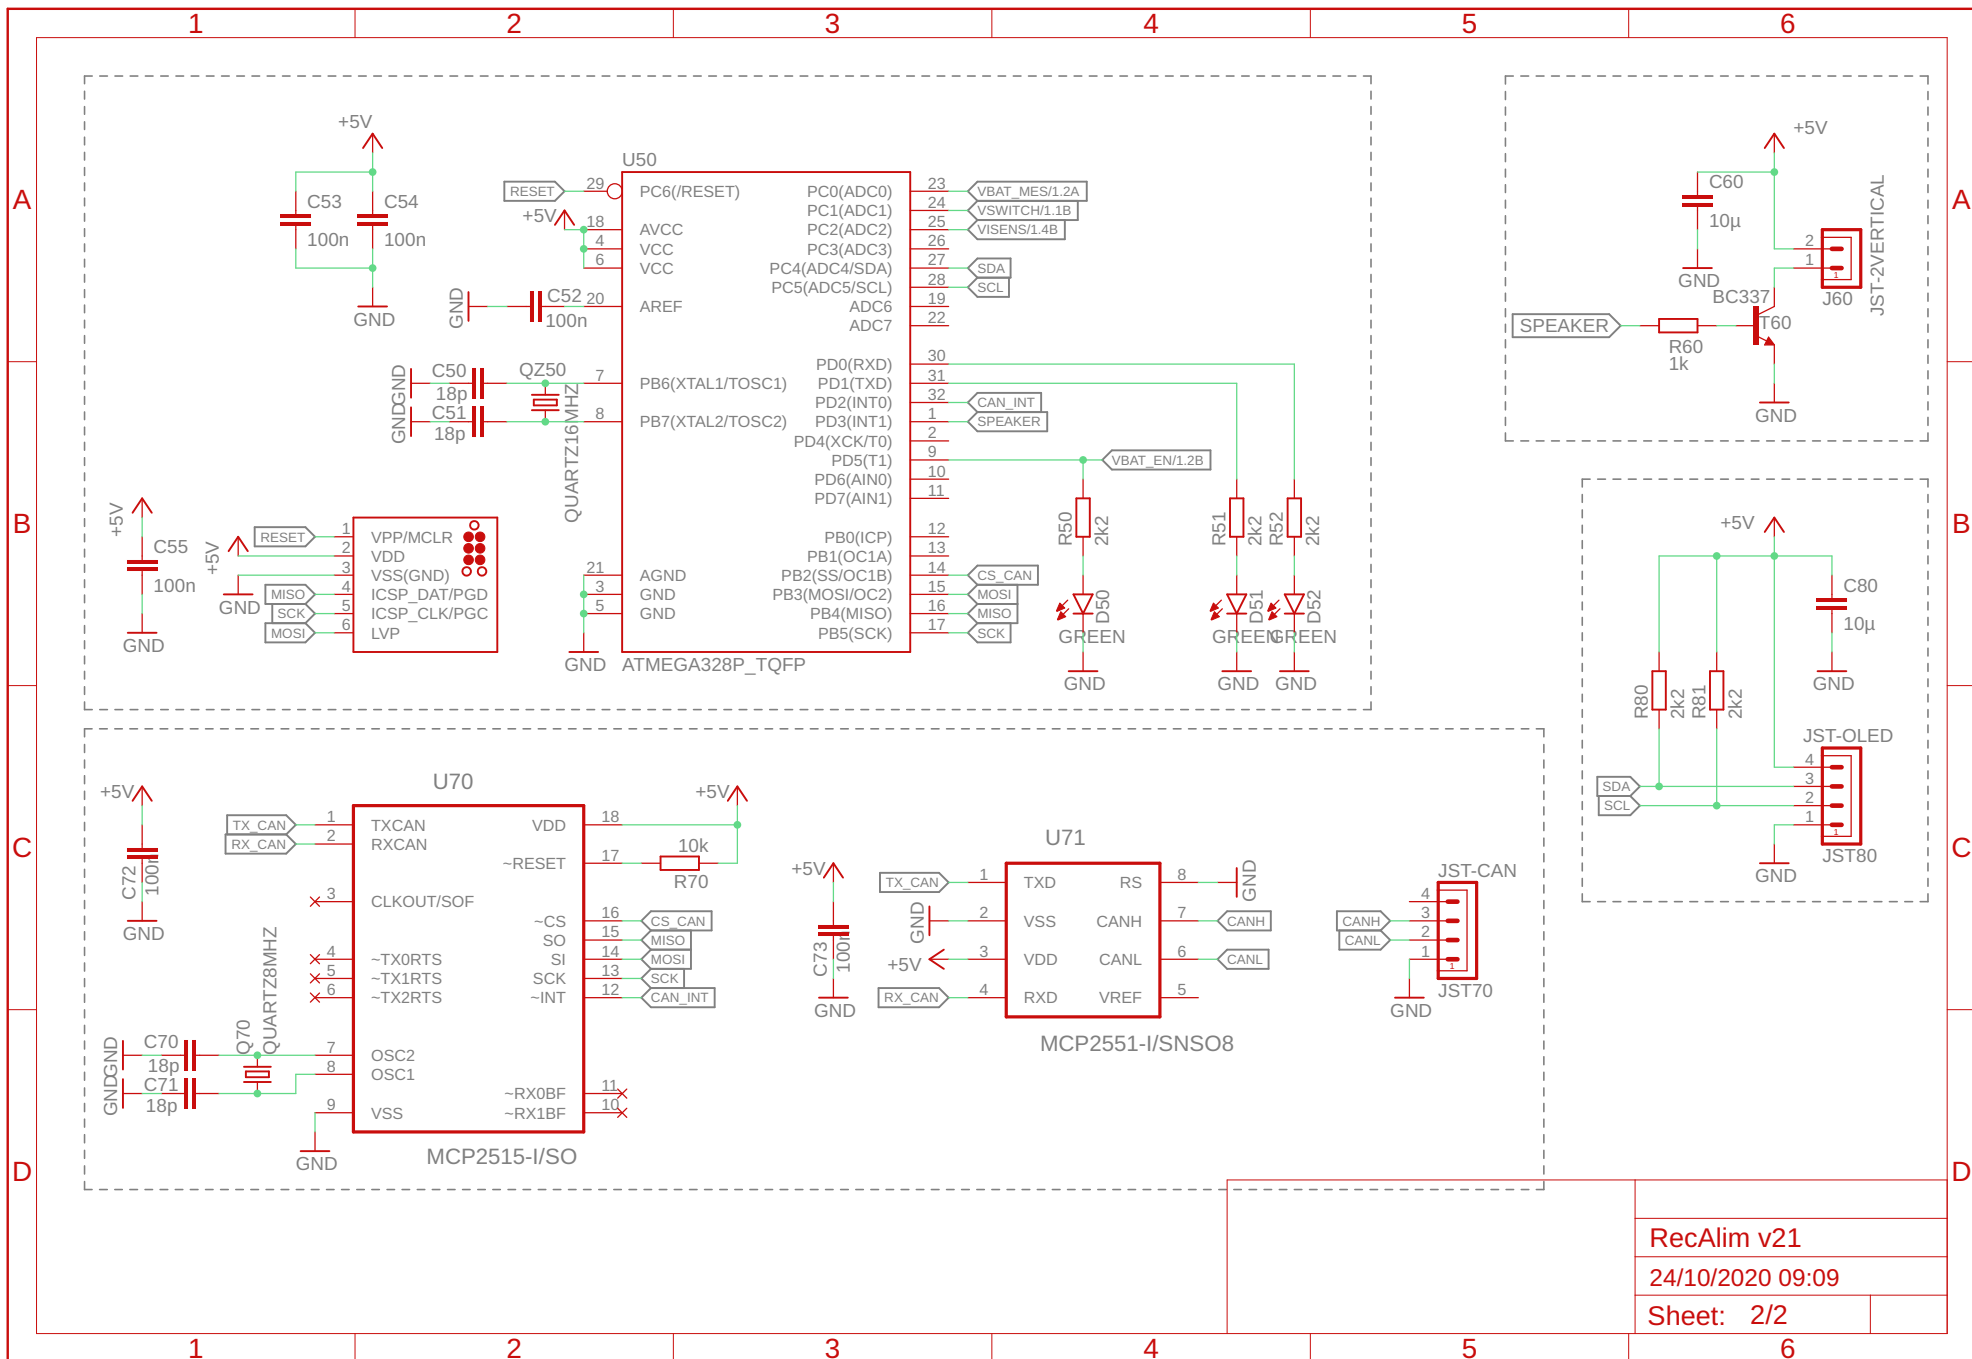 1 2 3 4 5 6
A A
B B
C C
D D
1 2 3 4 5 6
+5V
C53
100n
C54
100n
GND
U50
RESET
29
PC6(/RESET)
+5V
18
AVCC
4
VCC
6
VCC
GND
C52
100n
20
AREF
GND
C50
18p
QZ50
7
PB6(XTAL1/TOSC1)
GND
C51
18p
8
PB7(XTAL2/TOSC2)
QUARTZ16MHZ
21
AGND
3
GND
5
GND
GND
ATMEGA328P_TQFP
PC0(ADC0) 23 VBAT_MES/1.2A
PC1(ADC1) 24 VSWITCH/1.1B
PC2(ADC2) 25 VISENS/1.4B
PC3(ADC3) 26
PC4(ADC4/SDA) 27 SDA
PC5(ADC5/SCL) 28 SCL
ADC6 19
ADC7 22
PD0(RXD) 30
PD1(TXD) 31
PD2(INT0) 32 CAN_INT
PD3(INT1) 1 SPEAKER
PD4(XCK/T0) 2
PD5(T1) 9 VBAT_EN/1.2B
PD6(AIN0) 10
PD7(AIN1) 11
PB0(ICP) 12
PB1(OC1A) 13
PB2(SS/OC1B) 14 CS_CAN
PB3(MOSI/OC2) 15 MOSI
PB4(MISO) 16 MISO
PB5(SCK) 17 SCK
R50
2k2
D50
GREEN
GND
R51
2k2
D51
GREEN
GND
R52
2k2
D52
GREEN
GND
+5V
C55
100n
GND
+5V
GND
RESET 1 VPP/MCLR
2 VDD
3 VSS(GND)
MISO 4 ICSP_DAT/PGD
SCK 5 ICSP_CLK/PGC
MOSI 6 LVP
+5V
C60
10µ
GND
2
1
1
J60
JST-2VERTICAL
BC337
T60
SPEAKER
R60
1k
GND
+5V
C80
10µ
GND
R80
2k2
R81
2k2
JST-OLED
4
SDA 3
SCL 2
1
1
JST80
GND
+5V
C72
100n
GND
U70
TX_CAN 1 TXCAN
RX_CAN 2 RXCAN
3 CLKOUT/SOF
4 ~TX0RTS
5 ~TX1RTS
6 ~TX2RTS
7 OSC2
8 OSC1
9 VSS
GND
C70
18p
GND
C71
18p
GND
Q70
QUARTZ8MHZ
VDD 18
+5V
~RESET 17
10k
R70
~CS 16 CS_CAN
SO 15 MISO
SI 14 MOSI
SCK 13 SCK
~INT 12 CAN_INT
~RX0BF 11
~RX1BF 10
MCP2515-I/SO
+5V
C73
100n
GND
U71
TX_CAN 1 TXD
GND 2 VSS
+5V 3 VDD
RX_CAN 4 RXD
RS 8 GND
CANH 7 CANH
CANL 6 CANL
VREF 5
MCP2551-I/SNSO8
JST-CAN
4
CANH 3
CANL 2
1
1
JST70
GND
RecAlim v21
24/10/2020 09:09
Sheet: 2/2